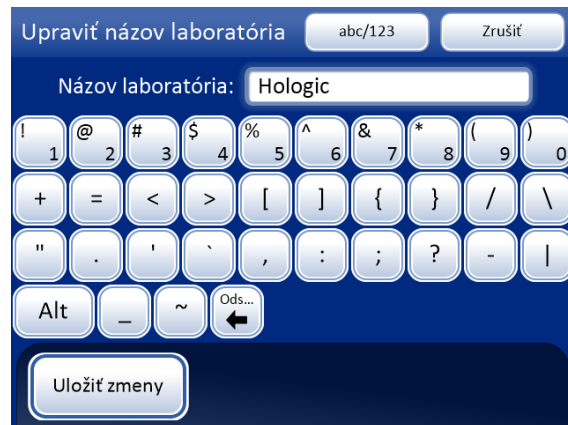 Upraviť názov laboratória abc/123 Zrušiť
Názov laboratória: Hologic
! 1 @ 2 # 3 $ 4 % 5 ^ 6 & 7 * 8 ( 9 ) 0
+ = < > [ ] { } / \
" . ' ` , : ; ? - |
Alt _ ~ Ods...
Uložiť zmeny